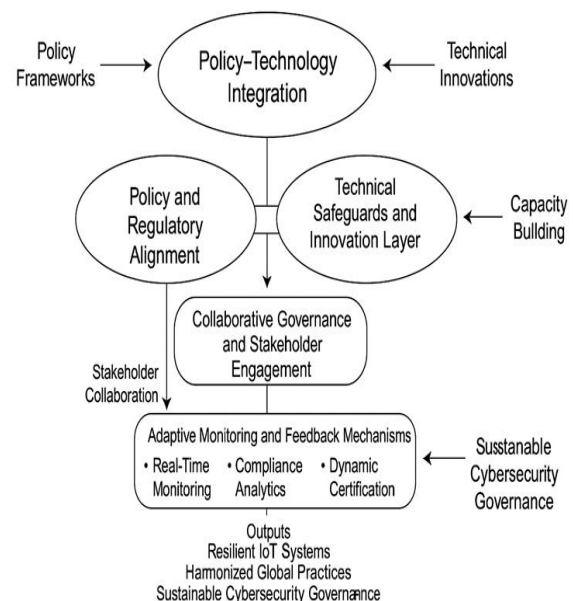 Policy
Frameworks
Policy–Technology
Integration
Technical
Innovations
Policy and
Regulatory
Alignment
Technical
Safeguards and
Innovation Layer
Capacity
Bullding
Collaborative Governance
and Stakeholder
Engagement
Stakeholder
Collaboration
Adaptive Monitoring and Feedback Mechanisms
• Real-Time
Monitoring
• Compliance
Analytics
• Dynamic
Certification
Susstanable
Cybersecurity
Governance
Outputs
Resilient IoT Systems
Harmonized Global Practices
Sustainable Cybersecurity Governance